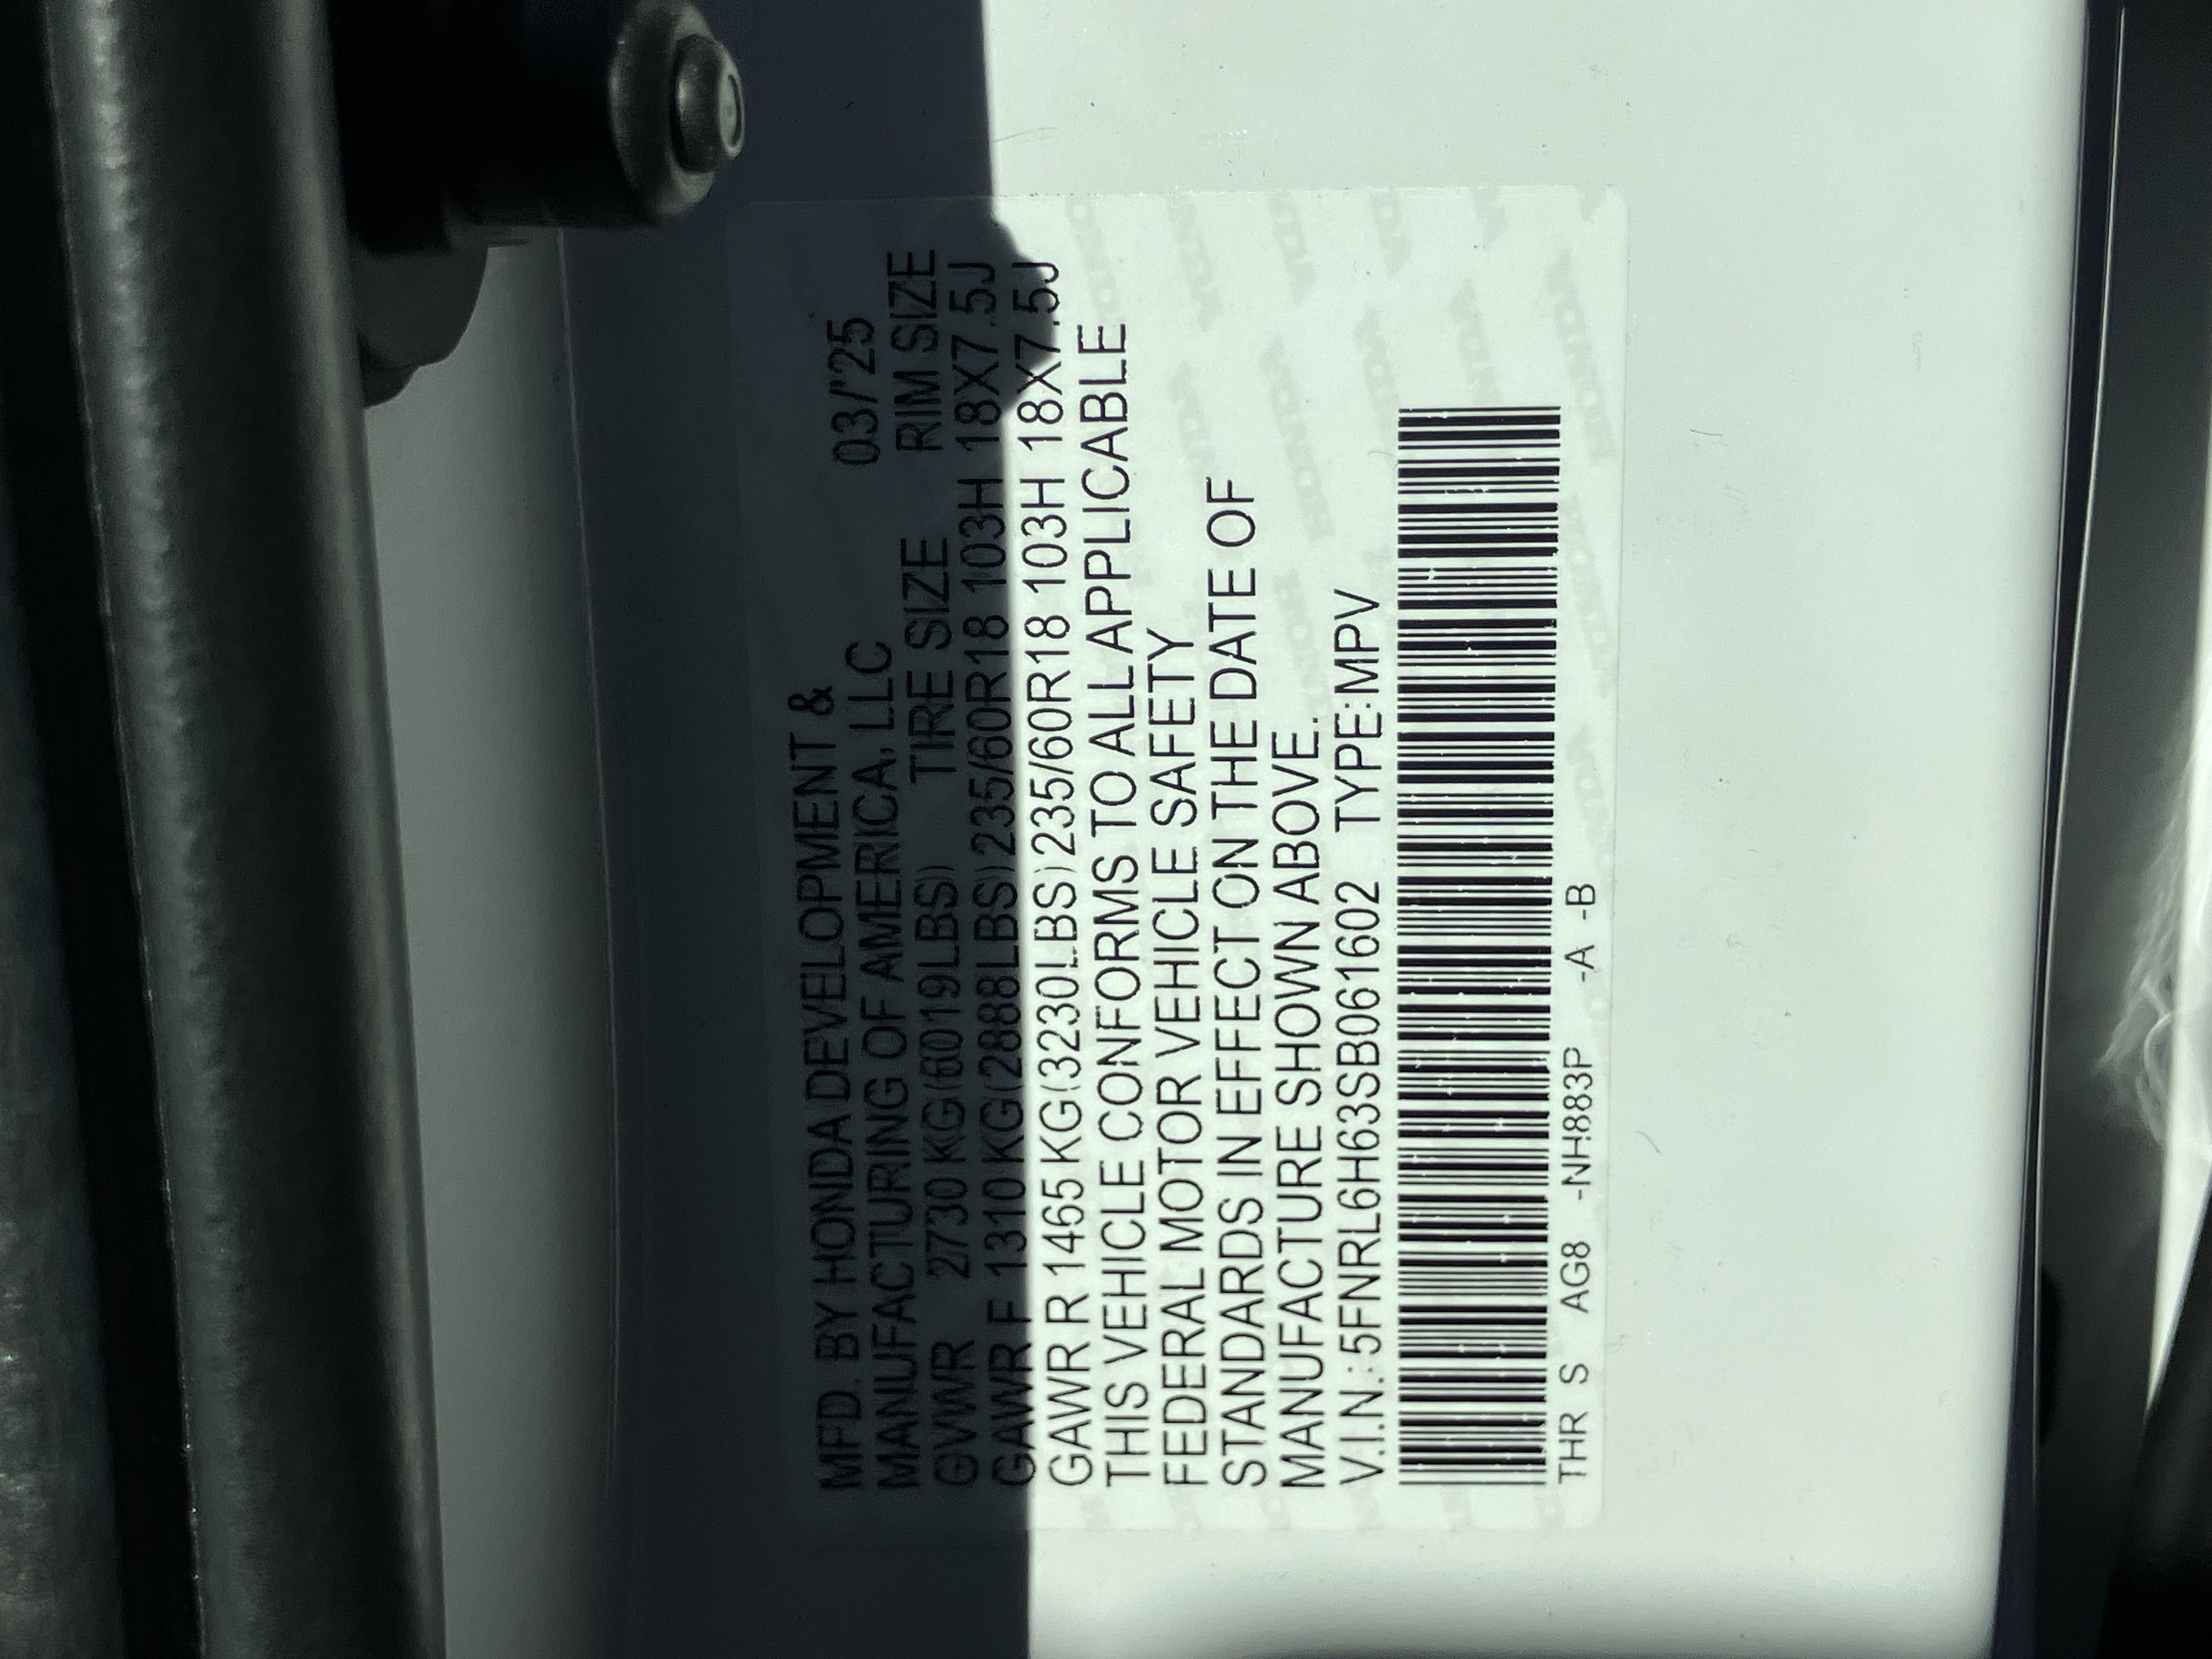 MFD. BY HONDA DEVELOPMENT &
MANUFACTURING OF AMERICA, LLC 03/'25
GVWR 2730 KG(6019LBS) TIRE SIZE RIM SIZE
GAWR F 1310 KG(2888LBS)235/60R18 103H 18X7.5J
GAWR R 1465 KG(3230LBS)235/60R18 103H 18X7.5J
THIS VEHICLE CONFORMS TO ALL APPLICABLE
FEDERAL MOTOR VEHICLE SAFETY
STANDARDS IN EFFECT ON THE DATE OF
MANUFACTURE SHOWN ABOVE.
V.I.N.: 5FNRL6H63SB061602 TYPE:MPV
THR S AG8 -NH883P -A -B